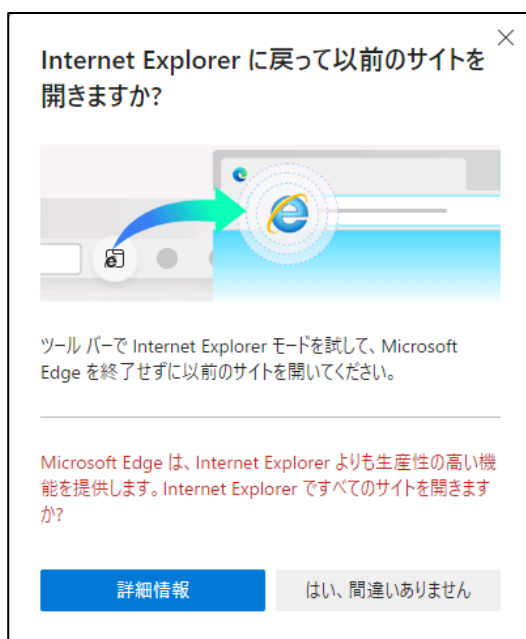 Internet Explorer に戻って以前のサイトを
開きますか?
ツール バーで Internet Explorer モードを試して、Microsoft
Edge を終了せずに以前のサイトを開いてください。
Microsoft Edge は、Internet Explorer よりも生産性の高い機
能を提供します。Internet Explorer ですべてのサイトを開きます
か?
詳細情報
はい、間違いありません